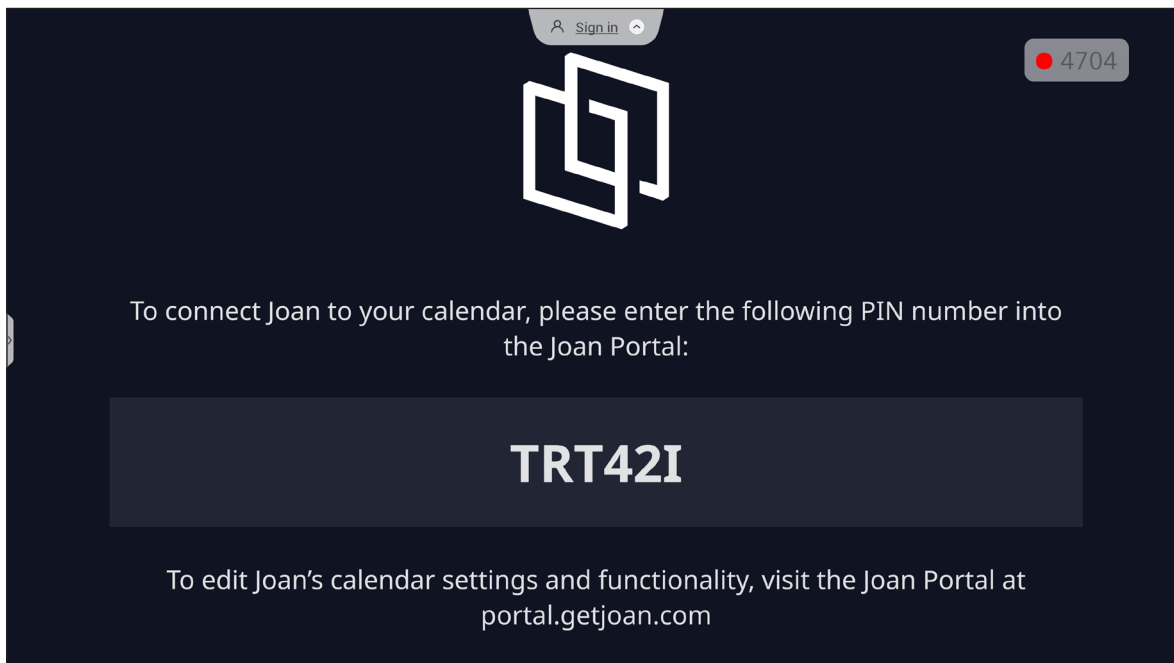 Sign in
4704
To connect Joan to your calendar, please enter the following PIN number into
the Joan Portal:
TRT42I
To edit Joan’s calendar settings and functionality, visit the Joan Portal at
portal.getjoan.com